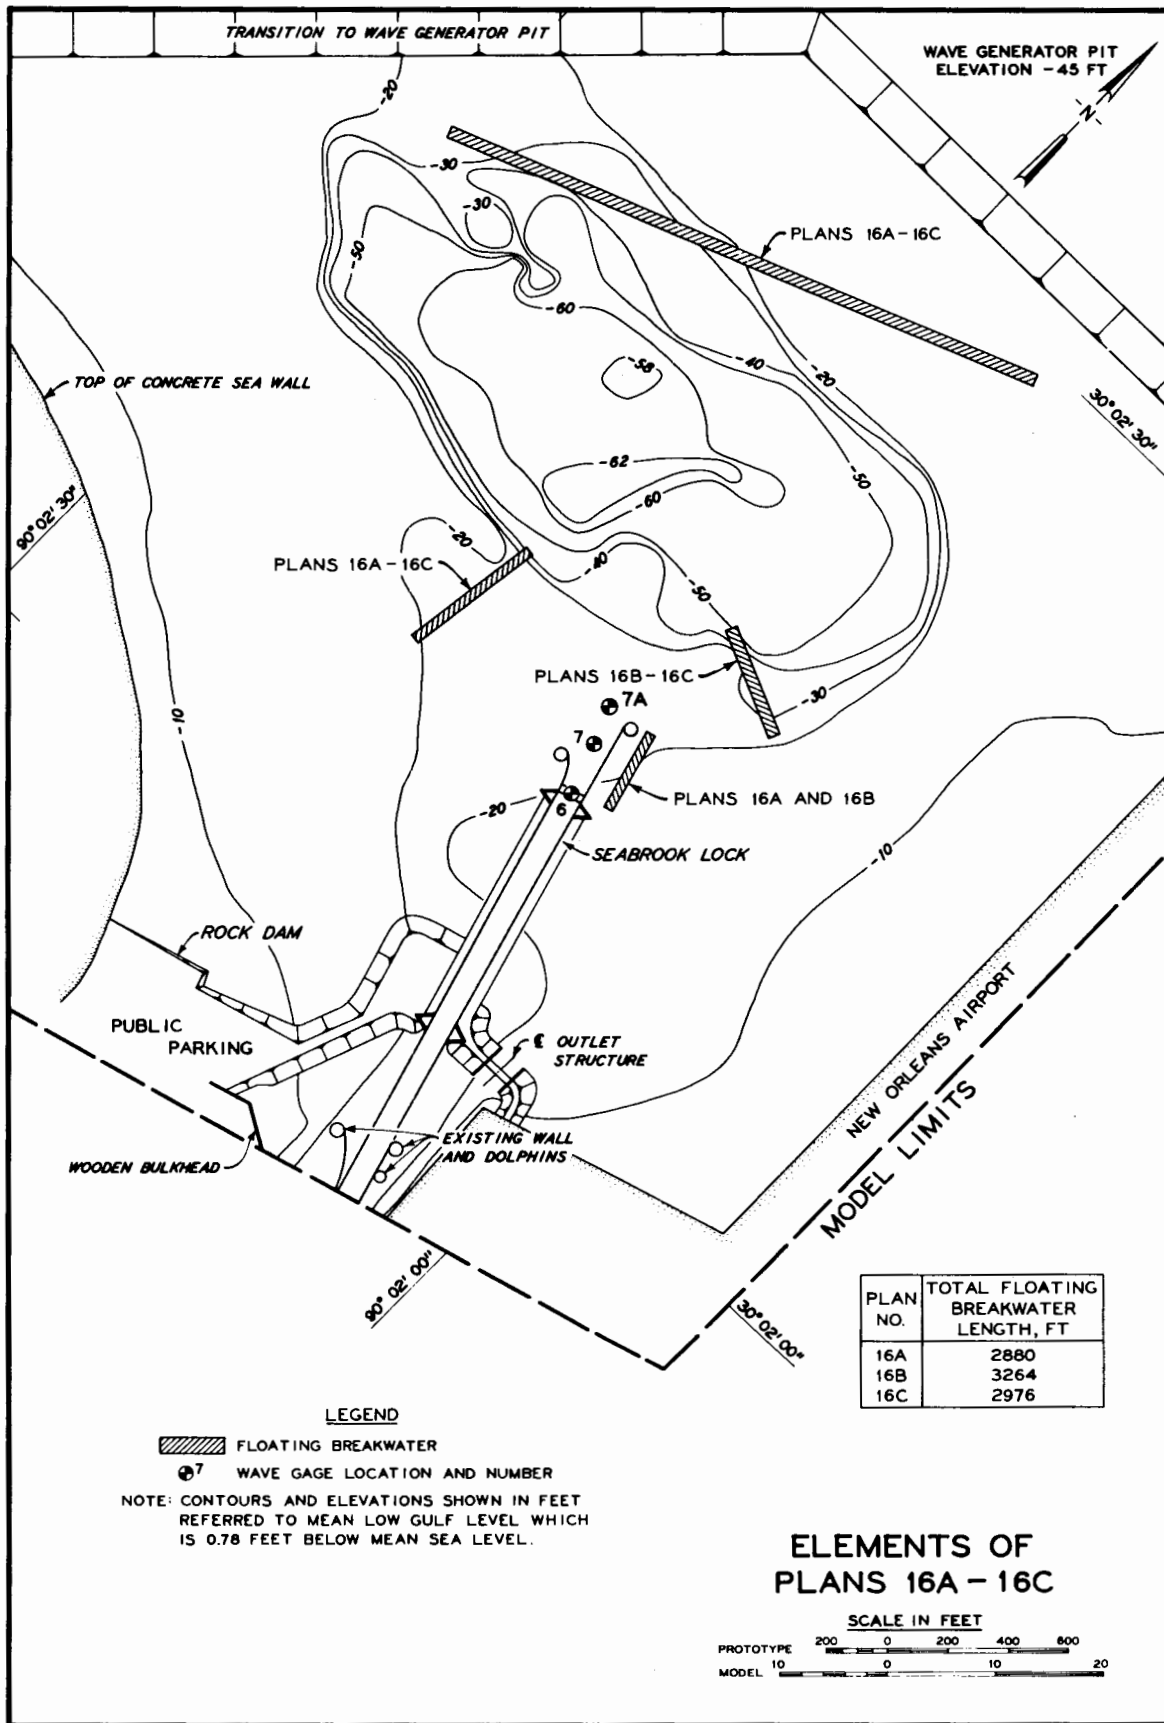 TRANSITION TO WAVE GENERATOR PIT
WAVE GENERATOR PIT
ELEVATION -45 FT
N
-20
-30
-30
-50
PLANS 16A-16C
-60
-58
-40
-20
TOP OF CONCRETE SEA WALL
30° 02' 30"
-62
-60
-50
90° 02' 30"
-20
PLANS 16A-16C
-40
-50
PLANS 16B-16C
-30
7A
-10
7
PLANS 16A AND 16B
6
-20
SEABROOK LOCK
-10
ROCK DAM
PUBLIC
PARKING
℄ OUTLET
STRUCTURE
NEW ORLEANS AIRPORT
MODEL LIMITS
EXISTING WALL
AND DOLPHINS
WOODEN BULKHEAD
90° 02' 00"
30° 02' 00"
PLAN NO.
TOTAL FLOATING BREAKWATER LENGTH, FT
16A 2880
16B 3264
16C 2976
LEGEND
FLOATING BREAKWATER
7 WAVE GAGE LOCATION AND NUMBER
NOTE: CONTOURS AND ELEVATIONS SHOWN IN FEET
REFERRED TO MEAN LOW GULF LEVEL WHICH
IS 0.78 FEET BELOW MEAN SEA LEVEL.
ELEMENTS OF
PLANS 16A-16C
SCALE IN FEET
PROTOTYPE 200 0 200 400 600
MODEL 10 0 10 20